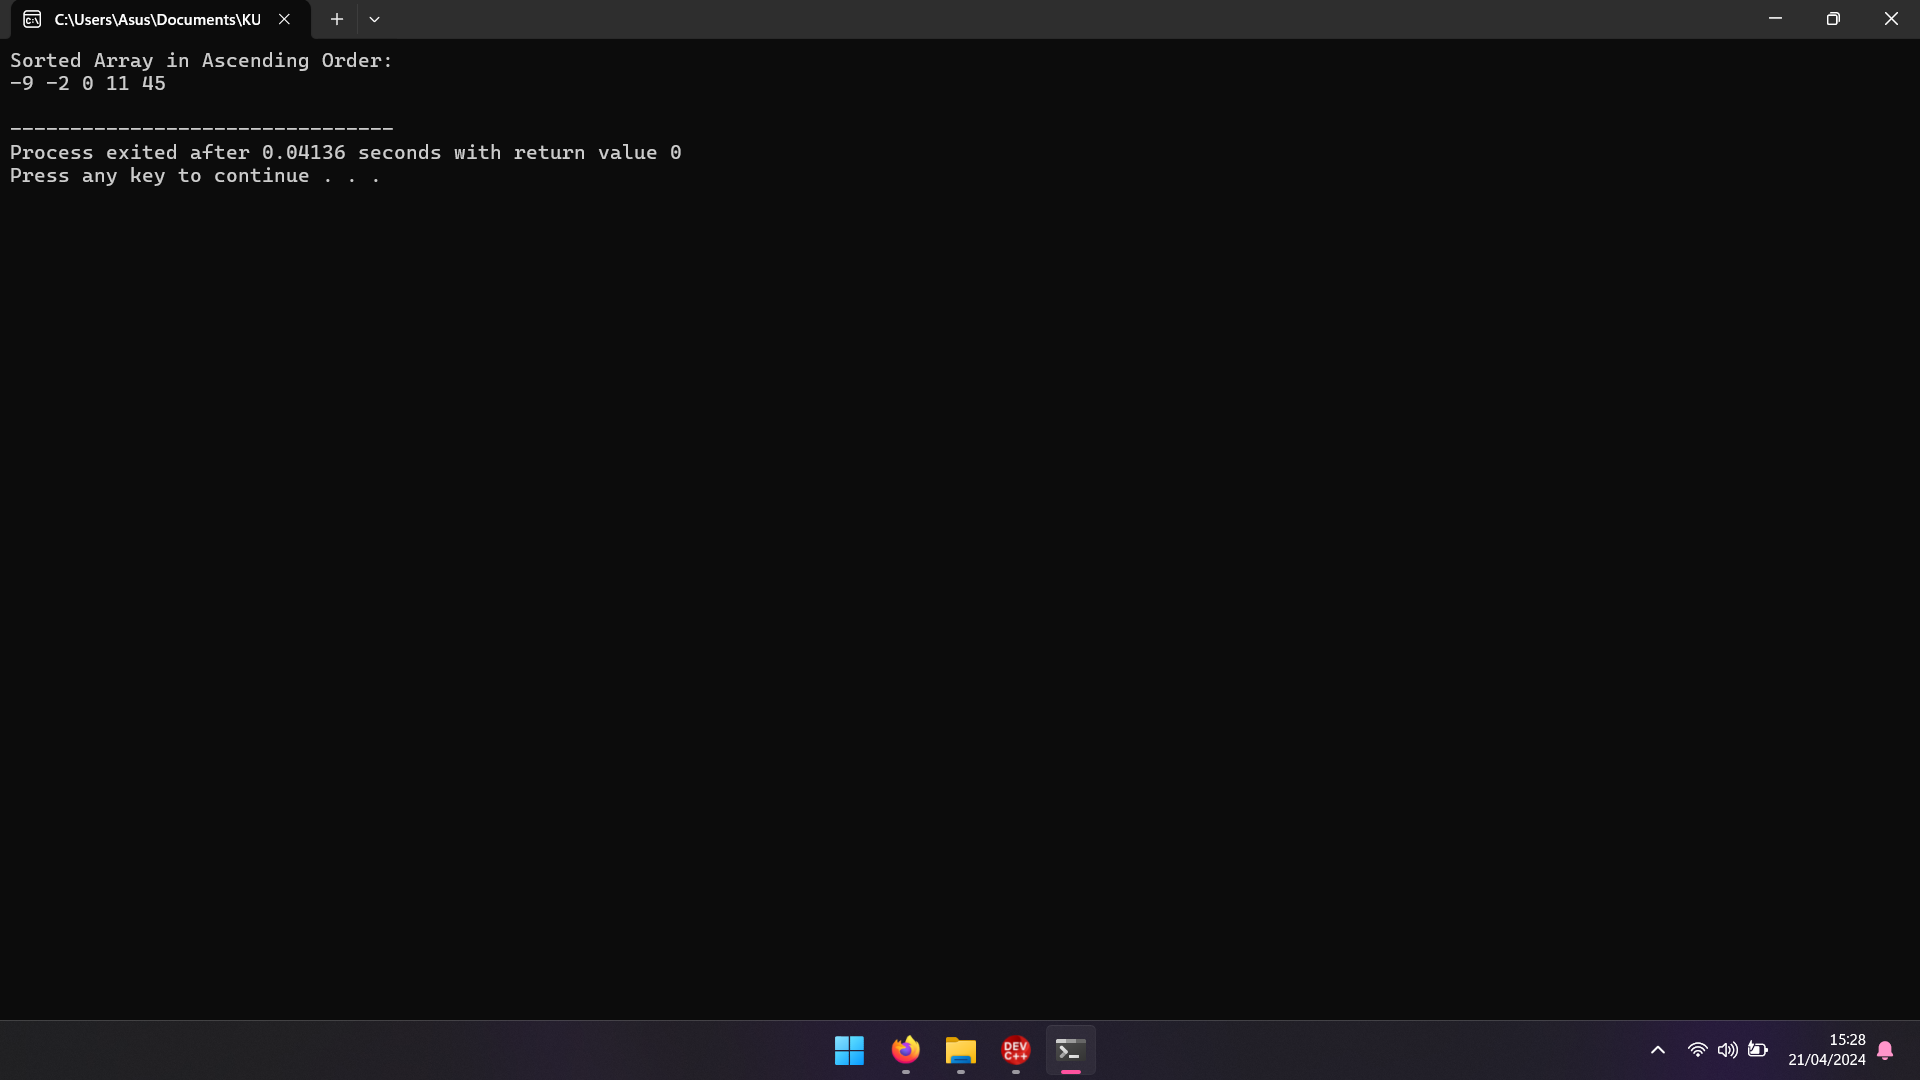 C:\Users\Asus\Documents\KU
Sorted Array in Ascending Order:
-9 -2 0 11 45
--------------------------------
Process exited after 0.04136 seconds with return value 0
Press any key to continue . . .
DEV
C++
15:28
21/04/2024